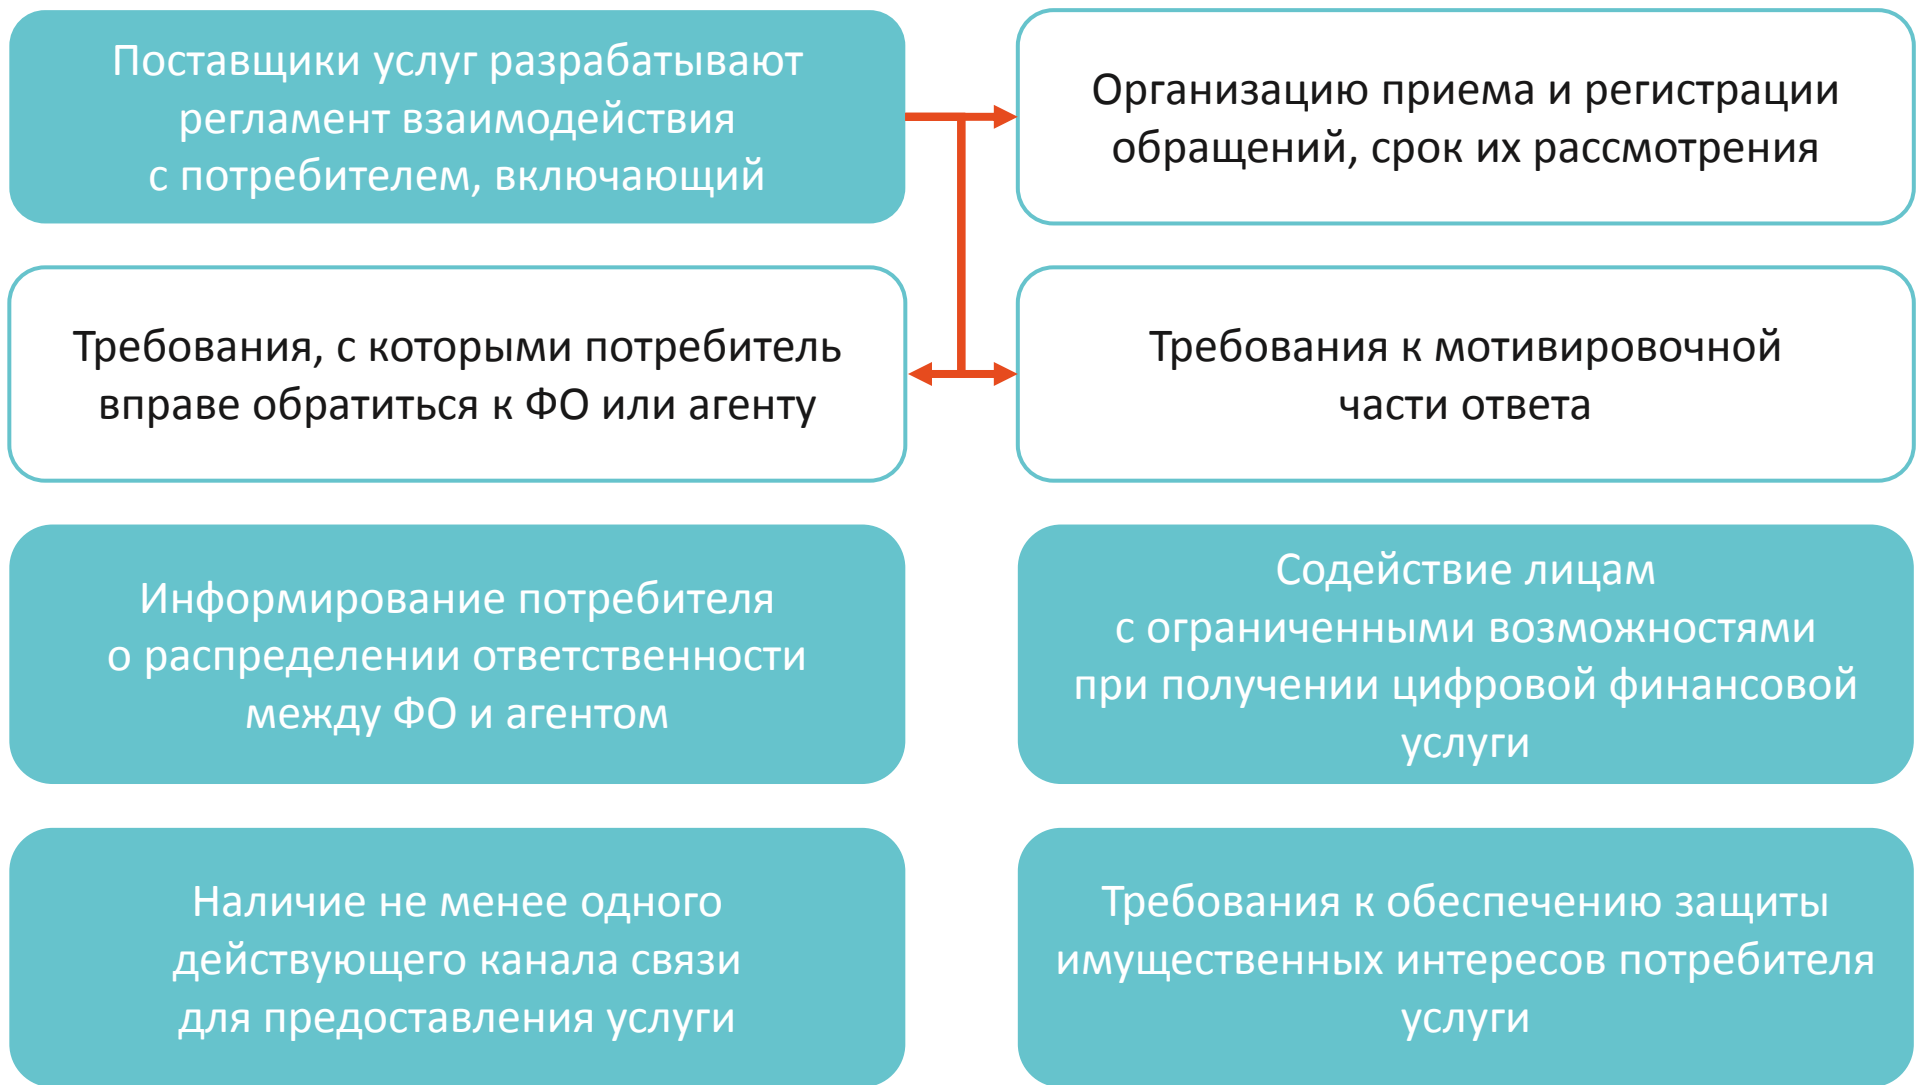 Поставщики услуг разрабатывают
регламент взаимодействия
с потребителем, включающий
Организацию приема и регистрации
обращений, срок их рассмотрения
Требования, с которыми потребитель
вправе обратиться к ФО или агенту
Требования к мотивировочной
части ответа
Информирование потребителя
о распределении ответственности
между ФО и агентом
Содействие лицам
с ограниченными возможностями
при получении цифровой финансовой
услуги
Наличие не менее одного
действующего канала связи
для предоставления услуги
Требования к обеспечению защиты
имущественных интересов потребителя
услуги